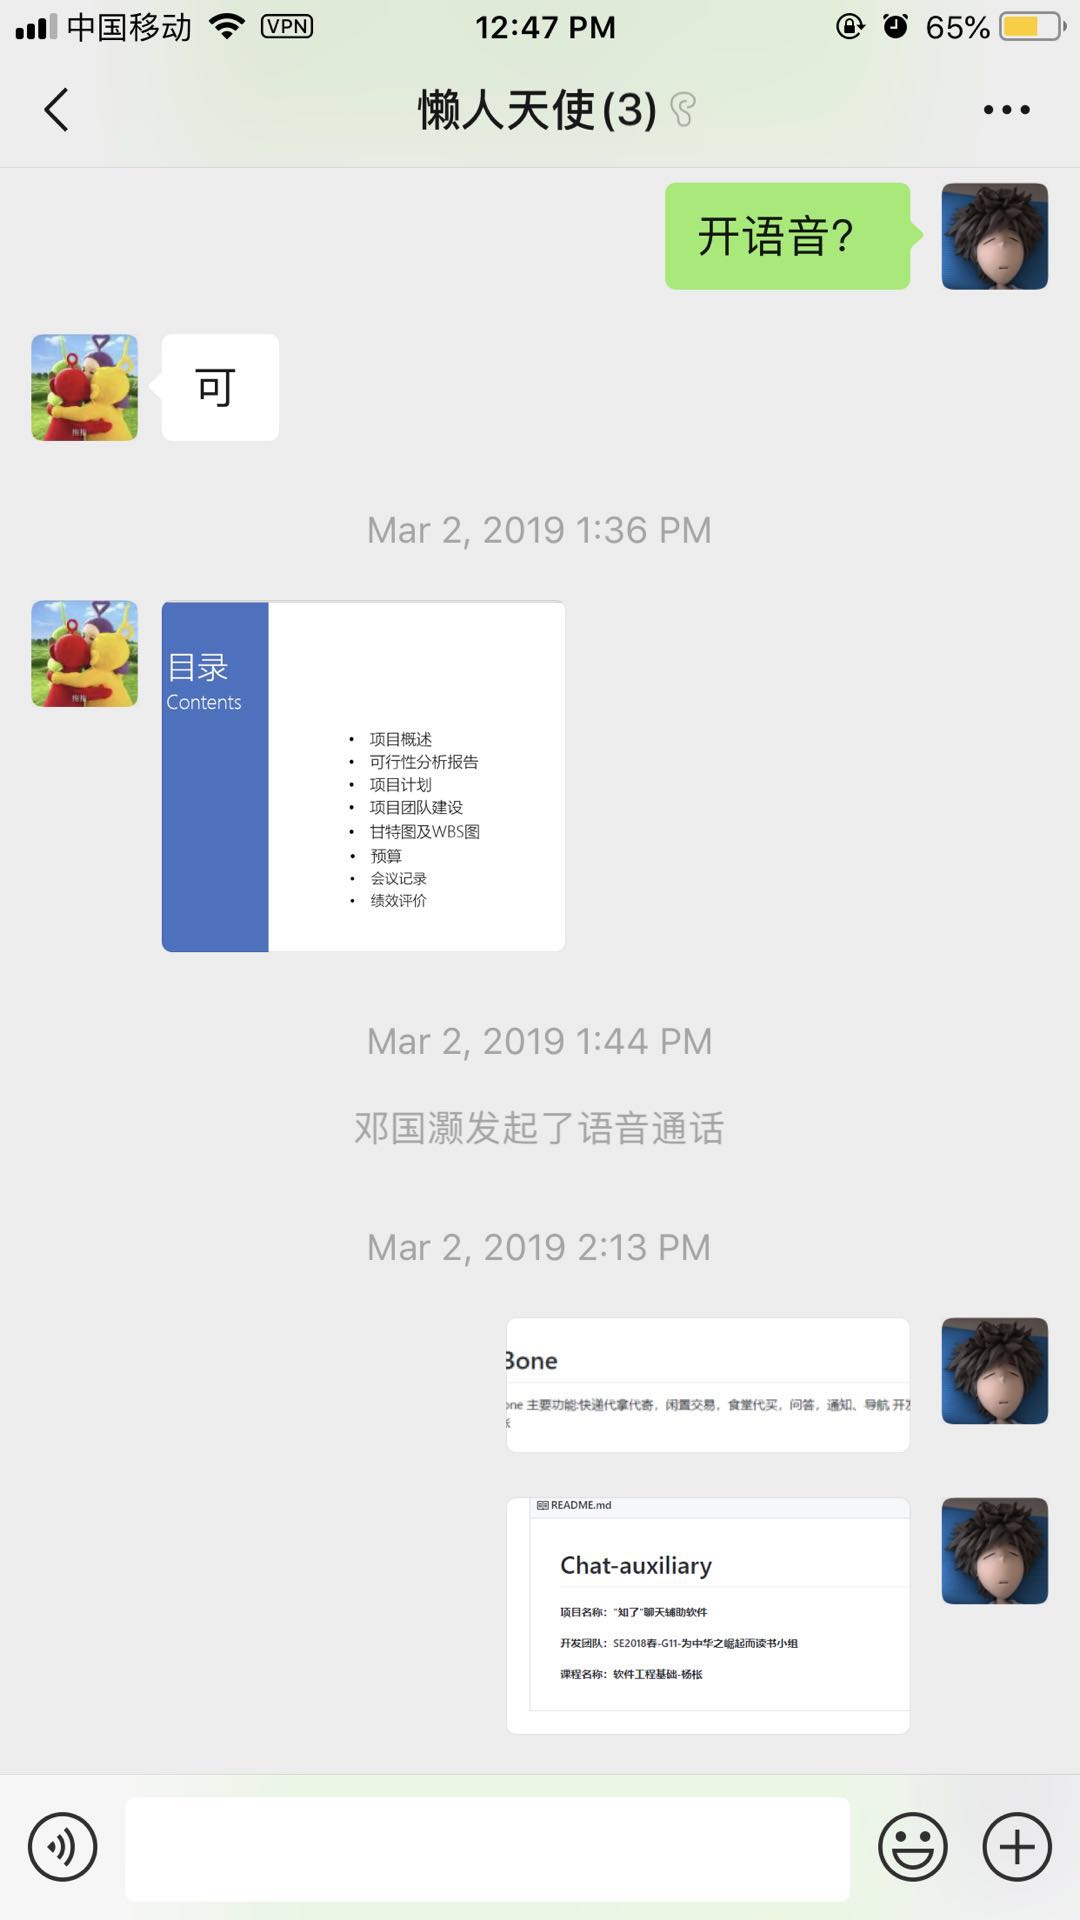 中国移动 VPN 12:47 PM 65%
懒人天使(3)
开语音?
可
Mar 2, 2019 1:36 PM
目录
Contents
• 项目概述
• 可行性分析报告
• 项目计划
• 项目团队建设
• 甘特图及WBS图
• 预算
• 会议记录
• 绩效评价
Mar 2, 2019 1:44 PM
邓国灏发起了语音通话
Mar 2, 2019 2:13 PM
Bone
one 主要功能:快递代拿代寄，闲置交易，食堂代买，问答，通知、导航 开发
README.md
Chat-auxiliary
项目名称："知了"聊天辅助软件
开发团队：SE2018春-G11-为中华之崛起而读书小组
课程名称：软件工程基础-杨枨